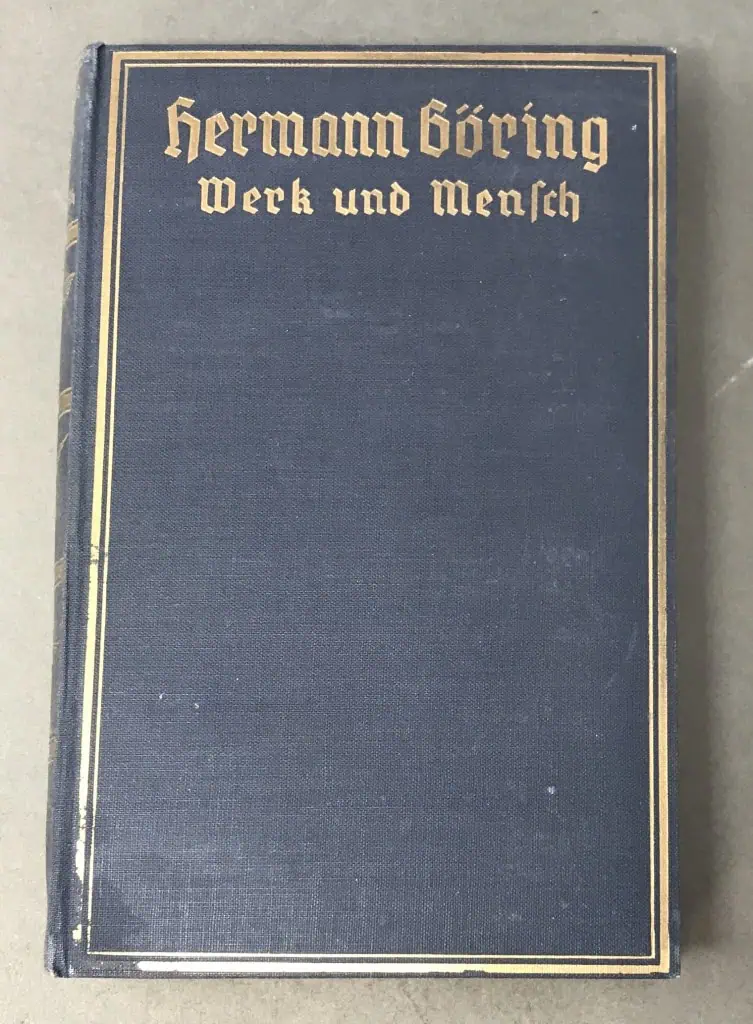 Hermann Göring
Werk und Menſch